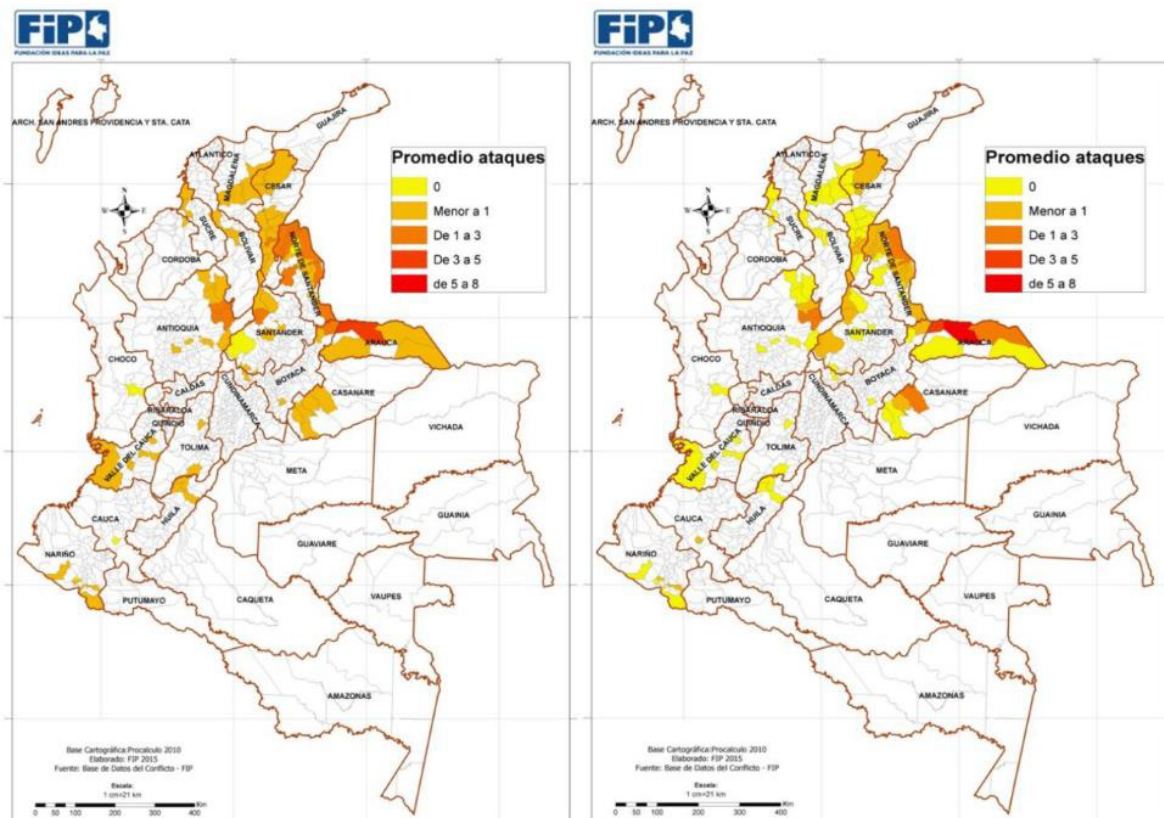 FIP
FUNDACIÓN IDEAS PARA LA PAZ
ARCH. SAN ANDRES PROVIDENCIA Y STA. CATA
GUAJIRA
ATLANTICO
MAGDALENA
CESAR
SUCRE
BOLIVAR
NORTE DE SANTANDER
CORDOBA
ANTIOQUIA
SANTANDER
ARAUCA
CHOCO
BOYACA
CALDAS
CUNDINAMARCA
CASANARE
RISARALDA
QUINDIO
VICHADA
VALLE DEL CAUCA
TOLIMA
META
CAUCA
HUILA
GUAINIA
GUAVIARE
NARIÑO
PUTUMAYO
CAQUETA
VAUPES
AMAZONAS
N
W
E
S
Promedio ataques
0
Menor a 1
De 1 a 3
De 3 a 5
de 5 a 8
Base Cartográfica:Procalculo 2010
Elaborado: FIP 2015
Fuente: Base de Datos del Conflicto - FIP
Escala:
1 cm=21 km
0 50 100 200 300 400 Km
FIP
FUNDACIÓN IDEAS PARA LA PAZ
ARCH. SAN ANDRES PROVIDENCIA Y STA. CATA
GUAJIRA
ATLANTICO
MAGDALENA
CESAR
SUCRE
BOLIVAR
NORTE DE SANTANDER
CORDOBA
ANTIOQUIA
SANTANDER
ARAUCA
CHOCO
BOYACA
CALDAS
CUNDINAMARCA
CASANARE
RISARALDA
QUINDIO
VICHADA
VALLE DEL CAUCA
TOLIMA
META
CAUCA
HUILA
GUAINIA
GUAVIARE
NARIÑO
PUTUMAYO
CAQUETA
VAUPES
AMAZONAS
N
W
E
S
Promedio ataques
0
Menor a 1
De 1 a 3
De 3 a 5
de 5 a 8
Base Cartográfica:Procalculo 2010
Elaborado: FIP 2015
Fuente: Base de Datos del Conflicto - FIP
Escala:
1 cm=21 km
0 50 100 200 300 400 Km